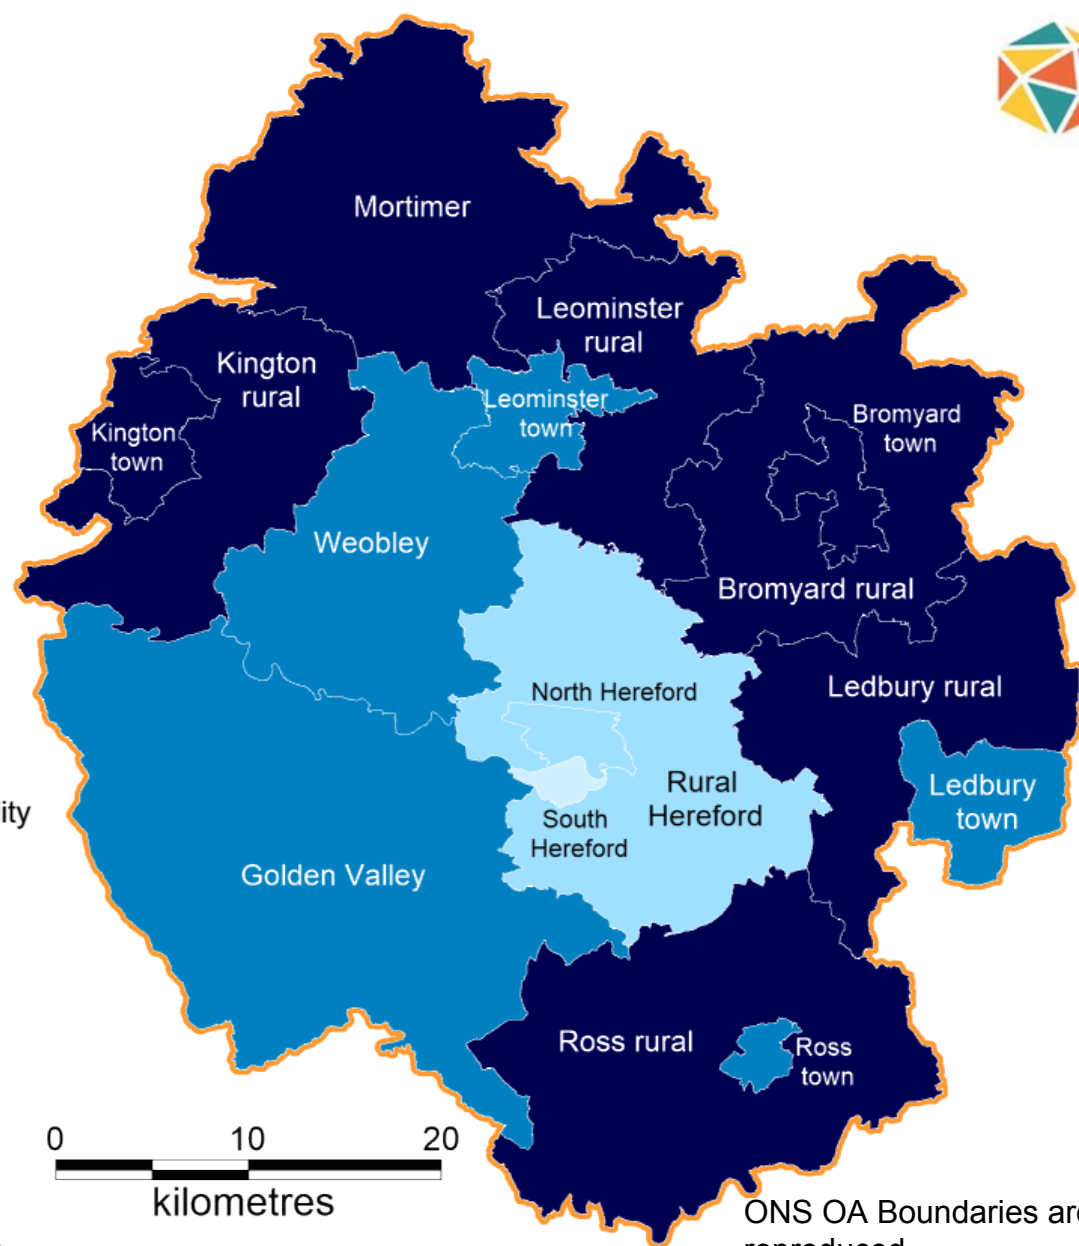 Mortimer
Leominster
rural
Kington
rural
Leominster
town
Bromyard
town
Kington
town
Weobley
Bromyard rural
Ledbury rural
North Hereford
Rural
Hereford
Ledbury
town
ity
South
Hereford
Golden Valley
Ross rural
Ross
town
0 10 20
kilometres
ONS OA Boundaries are
reproduced